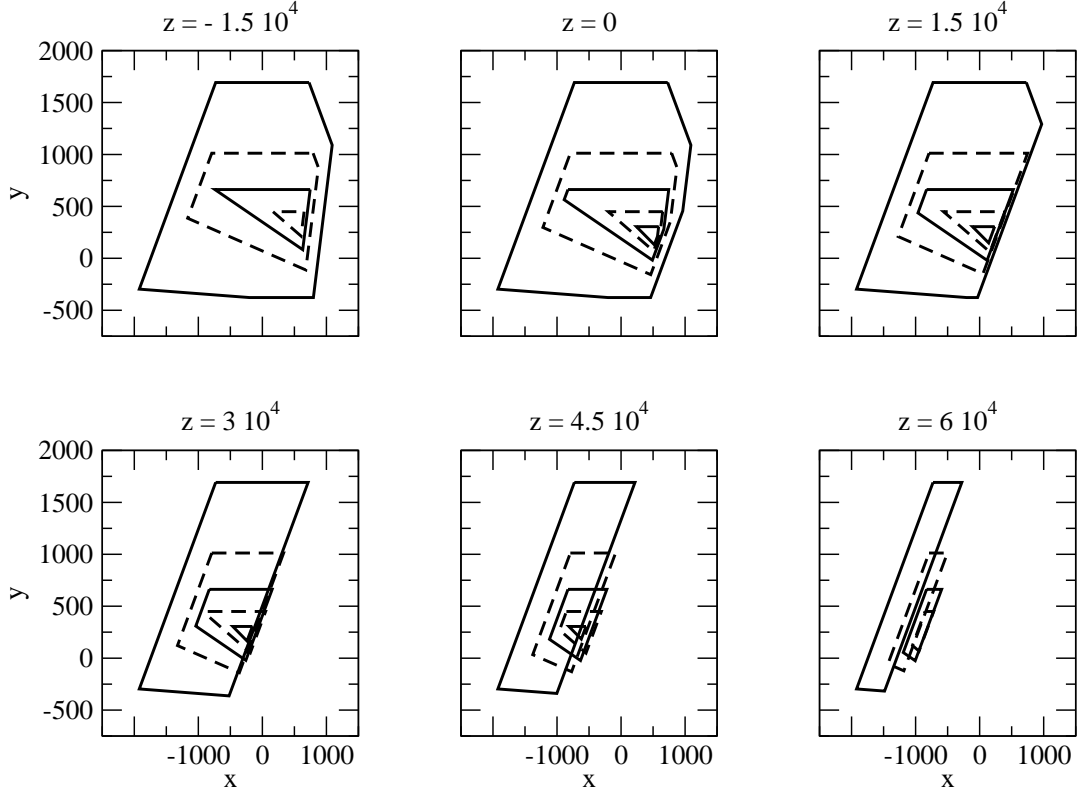 z = - 1.5 10^4
z = 0
z = 1.5 10^4
2000
1500
1000
500
0
-500
y
z = 3 10^4
z = 4.5 10^4
z = 6 10^4
2000
1500
1000
500
0
-500
y
-1000 0 1000
-1000 0 1000
-1000 0 1000
x
x
x